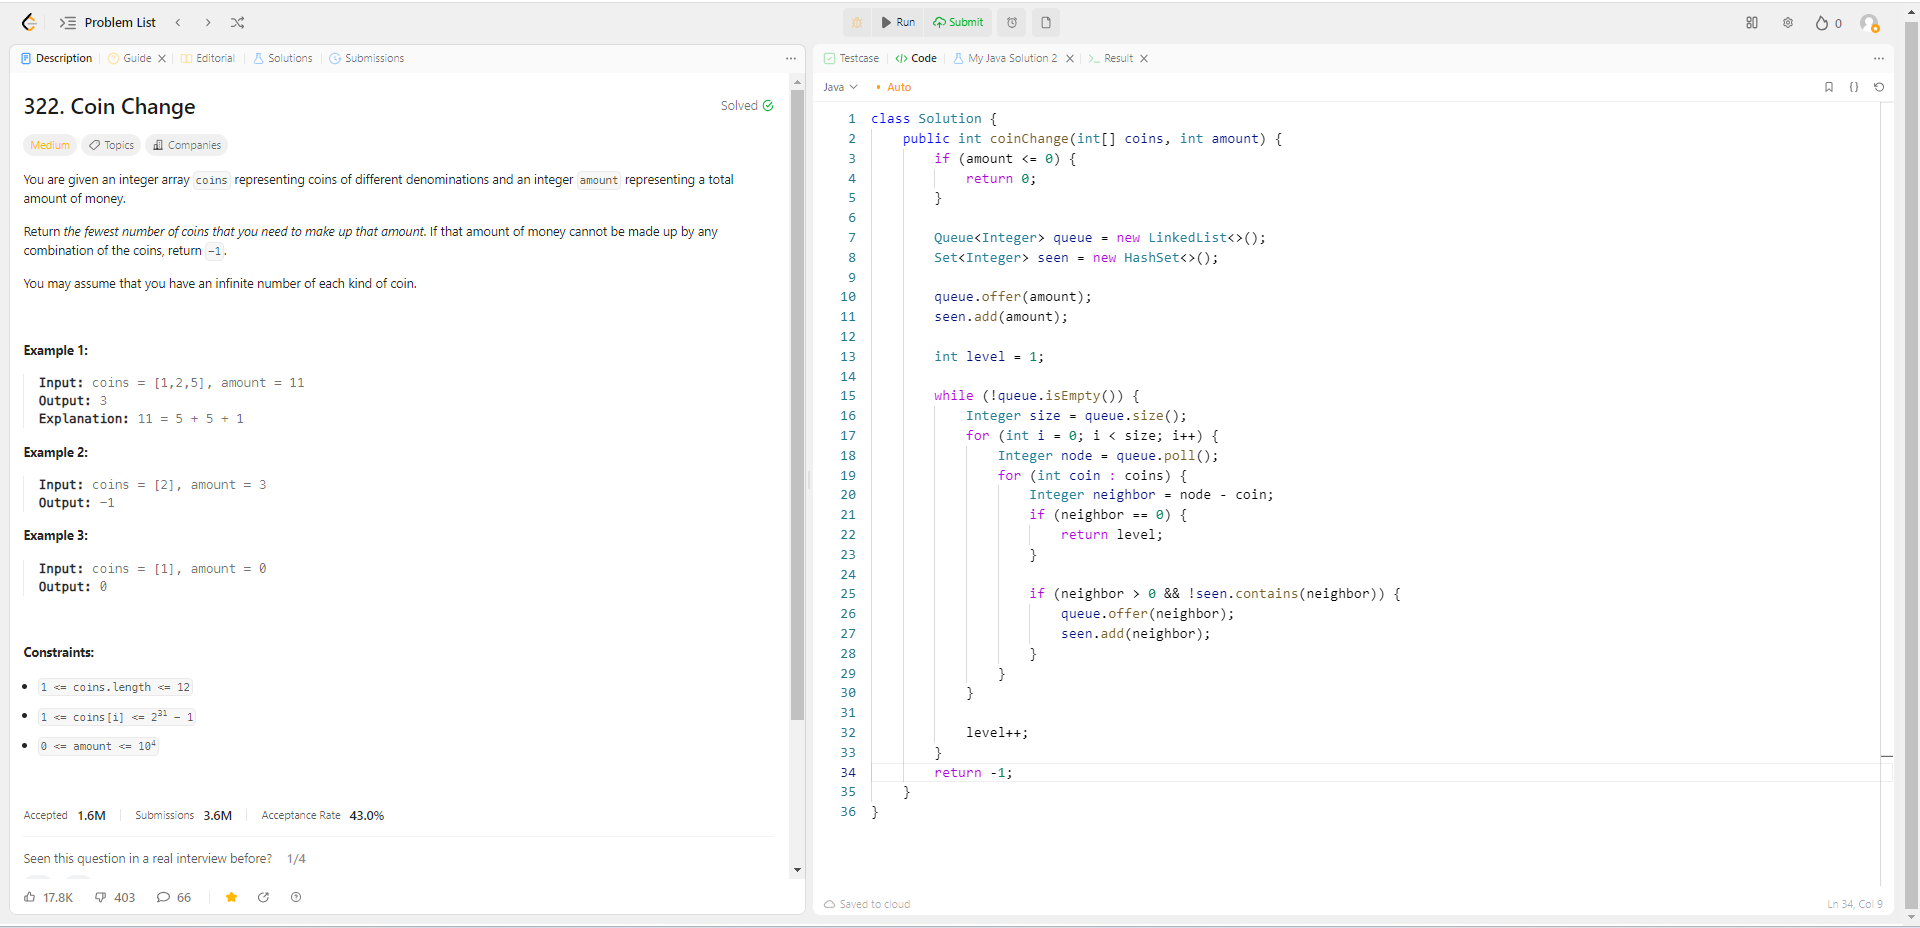 Problem List
Run
Submit
0
Description
Guide
Editorial
Solutions
Submissions
322. Coin Change
Solved
Medium
Topics
Companies
You are given an integer array coins representing coins of different denominations and an integer amount representing a total
amount of money.
Return the fewest number of coins that you need to make up that amount. If that amount of money cannot be made up by any
combination of the coins, return -1.
You may assume that you have an infinite number of each kind of coin.
Example 1:
Input: coins = [1,2,5], amount = 11
Output: 3
Explanation: 11 = 5 + 5 + 1
Example 2:
Input: coins = [2], amount = 3
Output: -1
Example 3:
Input: coins = [1], amount = 0
Output: 0
Constraints:
1 <= coins.length <= 12
1 <= coins[i] <= 2^31 - 1
0 <= amount <= 10^4
Accepted 1.6M Submissions 3.6M Acceptance Rate 43.0%
Seen this question in a real interview before? 1/4
17.8K 403 66
Testcase
Code
My Java Solution 2
Result
Java
Auto
1 class Solution {
2 public int coinChange(int[] coins, int amount) {
3 if (amount <= 0) {
4 return 0;
5 }
6
7 Queue<Integer> queue = new LinkedList<>();
8 Set<Integer> seen = new HashSet<>();
9
10 queue.offer(amount);
11 seen.add(amount);
12
13 int level = 1;
14
15 while (!queue.isEmpty()) {
16 Integer size = queue.size();
17 for (int i = 0; i < size; i++) {
18 Integer node = queue.poll();
19 for (int coin : coins) {
20 Integer neighbor = node - coin;
21 if (neighbor == 0) {
22 return level;
23 }
24
25 if (neighbor > 0 && !seen.contains(neighbor)) {
26 queue.offer(neighbor);
27 seen.add(neighbor);
28 }
29 }
30 }
31
32 level++;
33 }
34 return -1;
35 }
36 }
Saved to cloud
Ln 34, Col 9